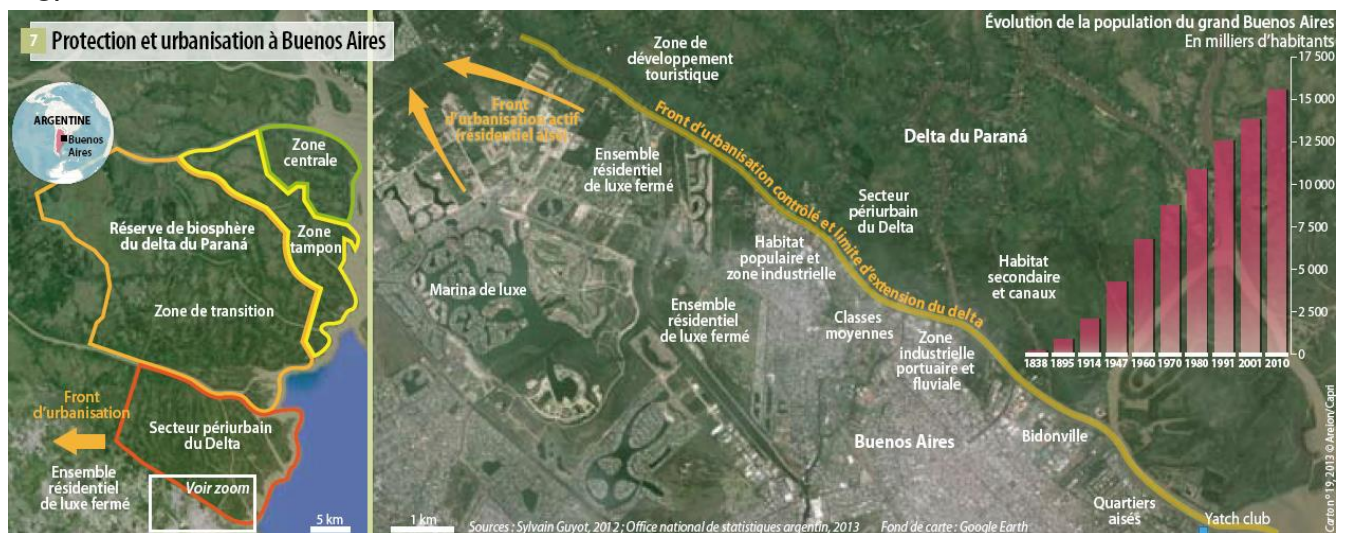 7 Protection et urbanisation à Buenos Aires
ARGENTINE
Buenos
Aires
Zone
centrale
Réserve de biosphère
du delta du Paraná
Zone
tampon
Zone de transition
Front
d'urbanisation
Secteur périurbain
du Delta
Ensemble
résidentiel
de luxe fermé
Voir zoom
5 km
Zone de
développement
touristique
Front
d'urbanisation actif
(résidentiel aisé)
Ensemble
résidentiel
de luxe fermé
Front d'urbanisation contrôlé et limite d'extension du delta
Delta du Paraná
Secteur
périurbain
du Delta
Habitat
populaire et
zone industrielle
Habitat
secondaire
et canaux
Marina de luxe
Ensemble
résidentiel
de luxe fermé
Classes
moyennes
Zone
industrielle
portuaire et
fluviale
Buenos Aires
Bidonville
Quartiers
aisés
Yatch club
1 km
Sources : Sylvain Guyot, 2012 ; Office national de statistiques argentin, 2013
Fond de carte : Google Earth
Évolution de la population du grand Buenos Aires
En milliers d'habitants
17 500
15 000
12 500
10 000
7 500
5 000
2 500
0
1838 1895 1914 1947 1960 1970 1980 1991 2001 2010
Carto n° 19, 2013 © Areion/Capri